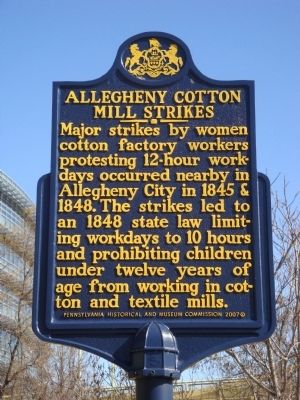 ALLEGHENY COTTON
MILL STRIKES
Major strikes by women
cotton factory workers
protesting 12-hour work-
days occurred nearby in
Allegheny City in 1845 &
1848. The strikes led to
an 1848 state law limit-
ing workdays to 10 hours
and prohibiting children
under twelve years of
age from working in cot-
ton and textile mills.
PENNSYLVANIA HISTORICAL AND MUSEUM COMMISSION 2007©